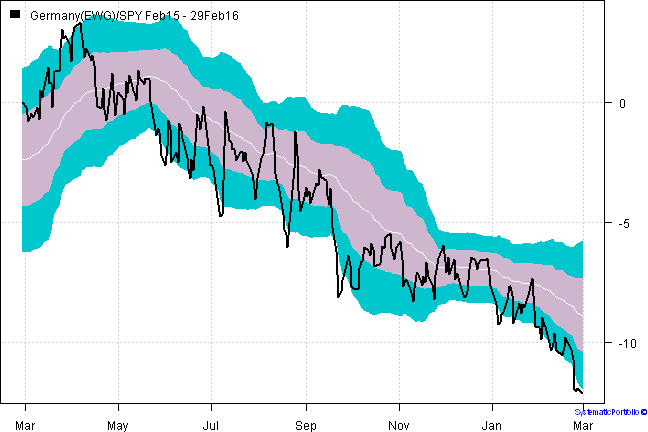 Germany(EWG)/SPY Feb15 - 29Feb16
0
-5
-10
SystematicPortfolio ©
Mar May Jul Sep Nov Jan Mar